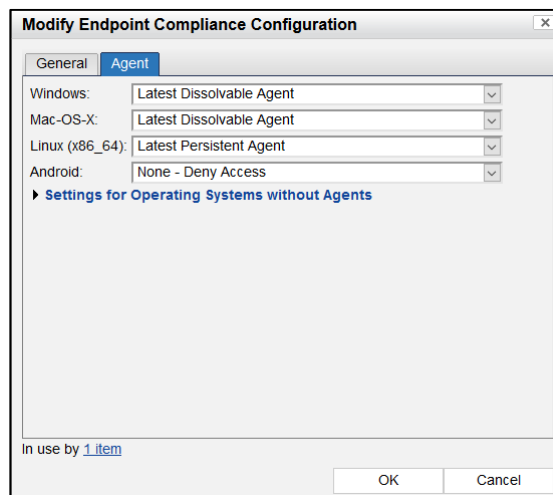 Modify Endpoint Compliance Configuration
General Agent
Windows: Latest Dissolvable Agent
Mac-OS-X: Latest Dissolvable Agent
Linux (x86_64): Latest Persistent Agent
Android: None - Deny Access
Settings for Operating Systems without Agents
In use by 1 item
OK Cancel